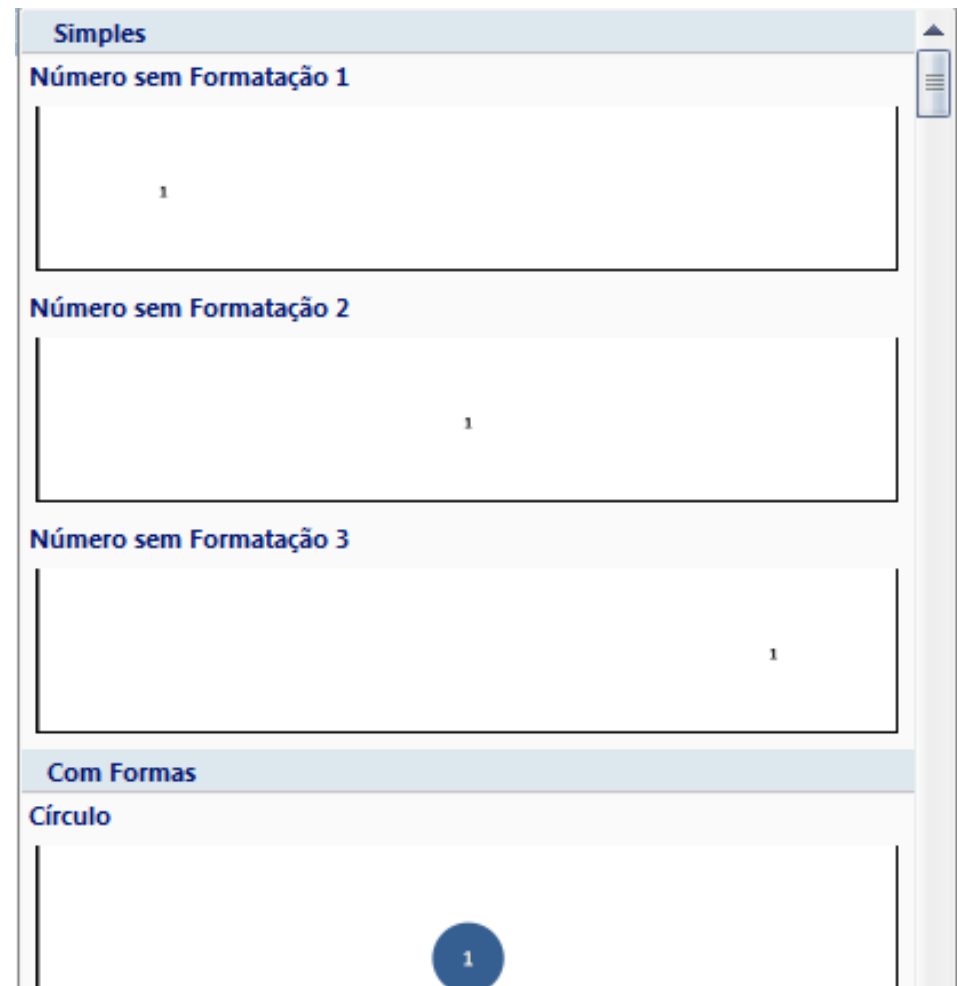 Simples
Número sem Formatação 1
1
Número sem Formatação 2
1
Número sem Formatação 3
1
Com Formas
Círculo
1